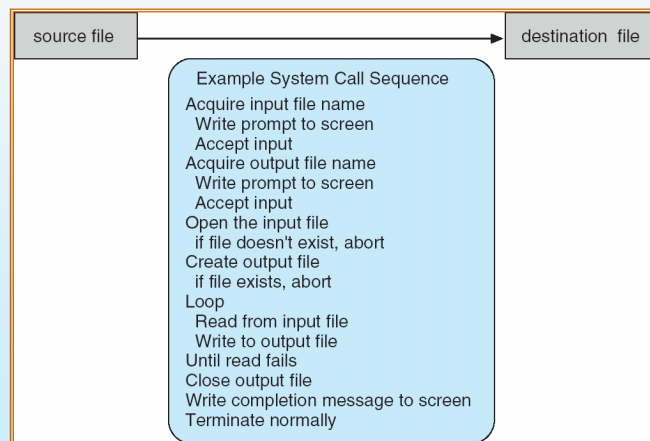 source file
destination  file
Example System Call Sequence
Acquire input file name
Write prompt to screen
Accept input
Acquire output file name
Write prompt to screen
Accept input
Open the input file
if file doesn't exist, abort
Create output file
if file exists, abort
Loop
Read from input file
Write to output file
Until read fails
Close output file
Write completion message to screen
Terminate normally